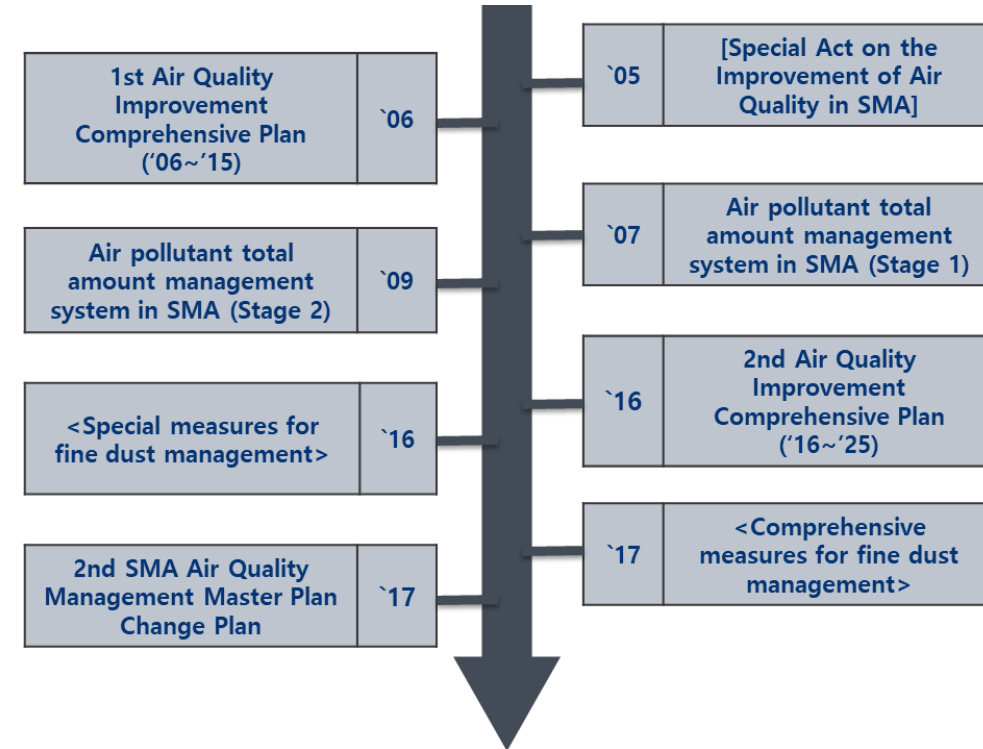 `05
[Special Act on the
Improvement of Air
Quality in SMA]
1st Air Quality
Improvement
Comprehensive Plan
(‘06~’15)
`06
`07
Air pollutant total
amount management
system in SMA (Stage 1)
Air pollutant total
amount management
system in SMA (Stage 2)
`09
`16
2nd Air Quality
Improvement
Comprehensive Plan
(‘16~’25)
<Special measures for
fine dust management>
`16
`17
<Comprehensive
measures for fine dust
management>
2nd SMA Air Quality
Management Master Plan
Change Plan
`17